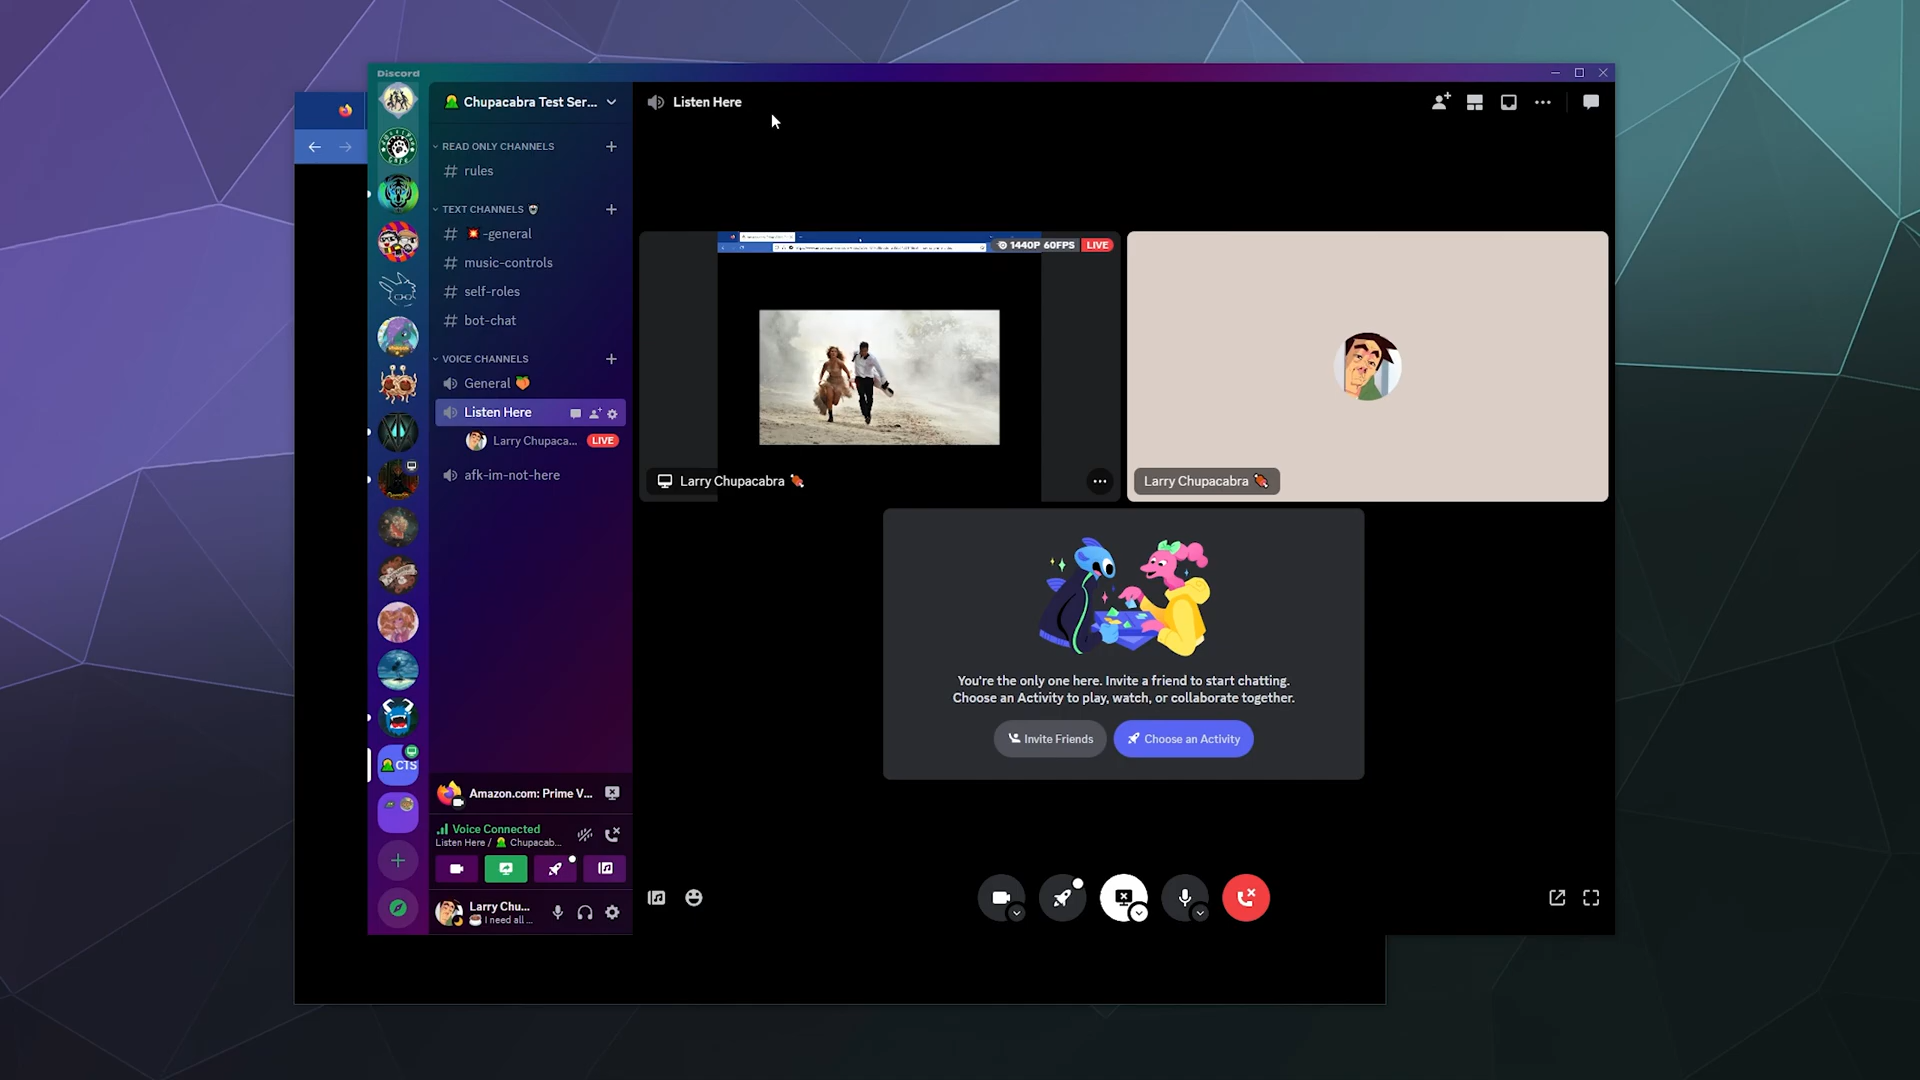 Discord
Chupacabra Test Ser...
Listen Here
READ ONLY CHANNELS
rules
TEXT CHANNELS
-general
music-controls
self-roles
bot-chat
VOICE CHANNELS
General
Listen Here
Larry Chupaca...
LIVE
afk-im-not-here
1440P 60FPS
LIVE
Larry Chupacabra
Larry Chupacabra
You're the only one here. Invite a friend to start chatting.
Choose an Activity to play, watch, or collaborate together.
Invite Friends
Choose an Activity
CTS
Amazon.com: Prime V...
Voice Connected
Listen Here / Chupacab...
Larry Chu...
I need all ...